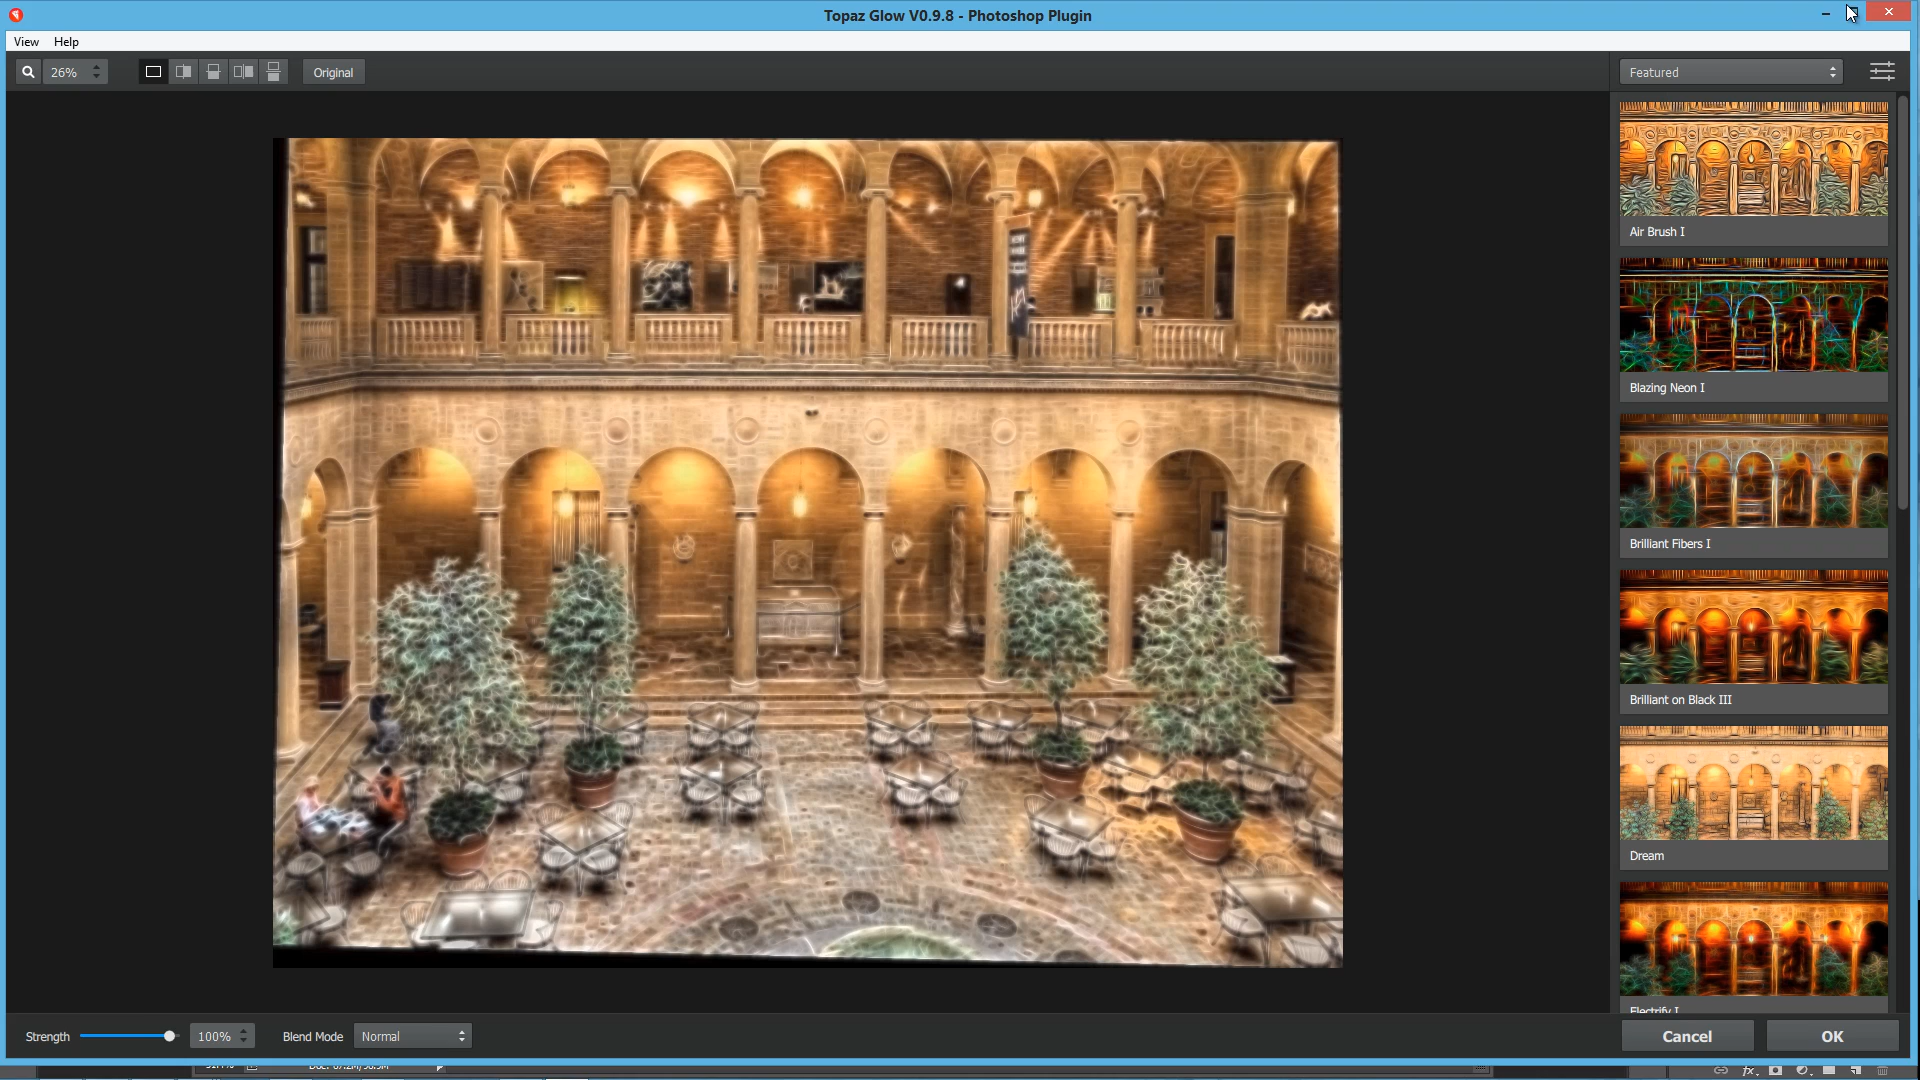 Topaz Glow V0.9.8 - Photoshop Plugin
View Help
26% Original Featured
Air Brush I
Blazing Neon I
Brilliant Fibers I
Brilliant on Black III
Dream
Electrify I
Strength 100% Blend Mode Normal Cancel OK